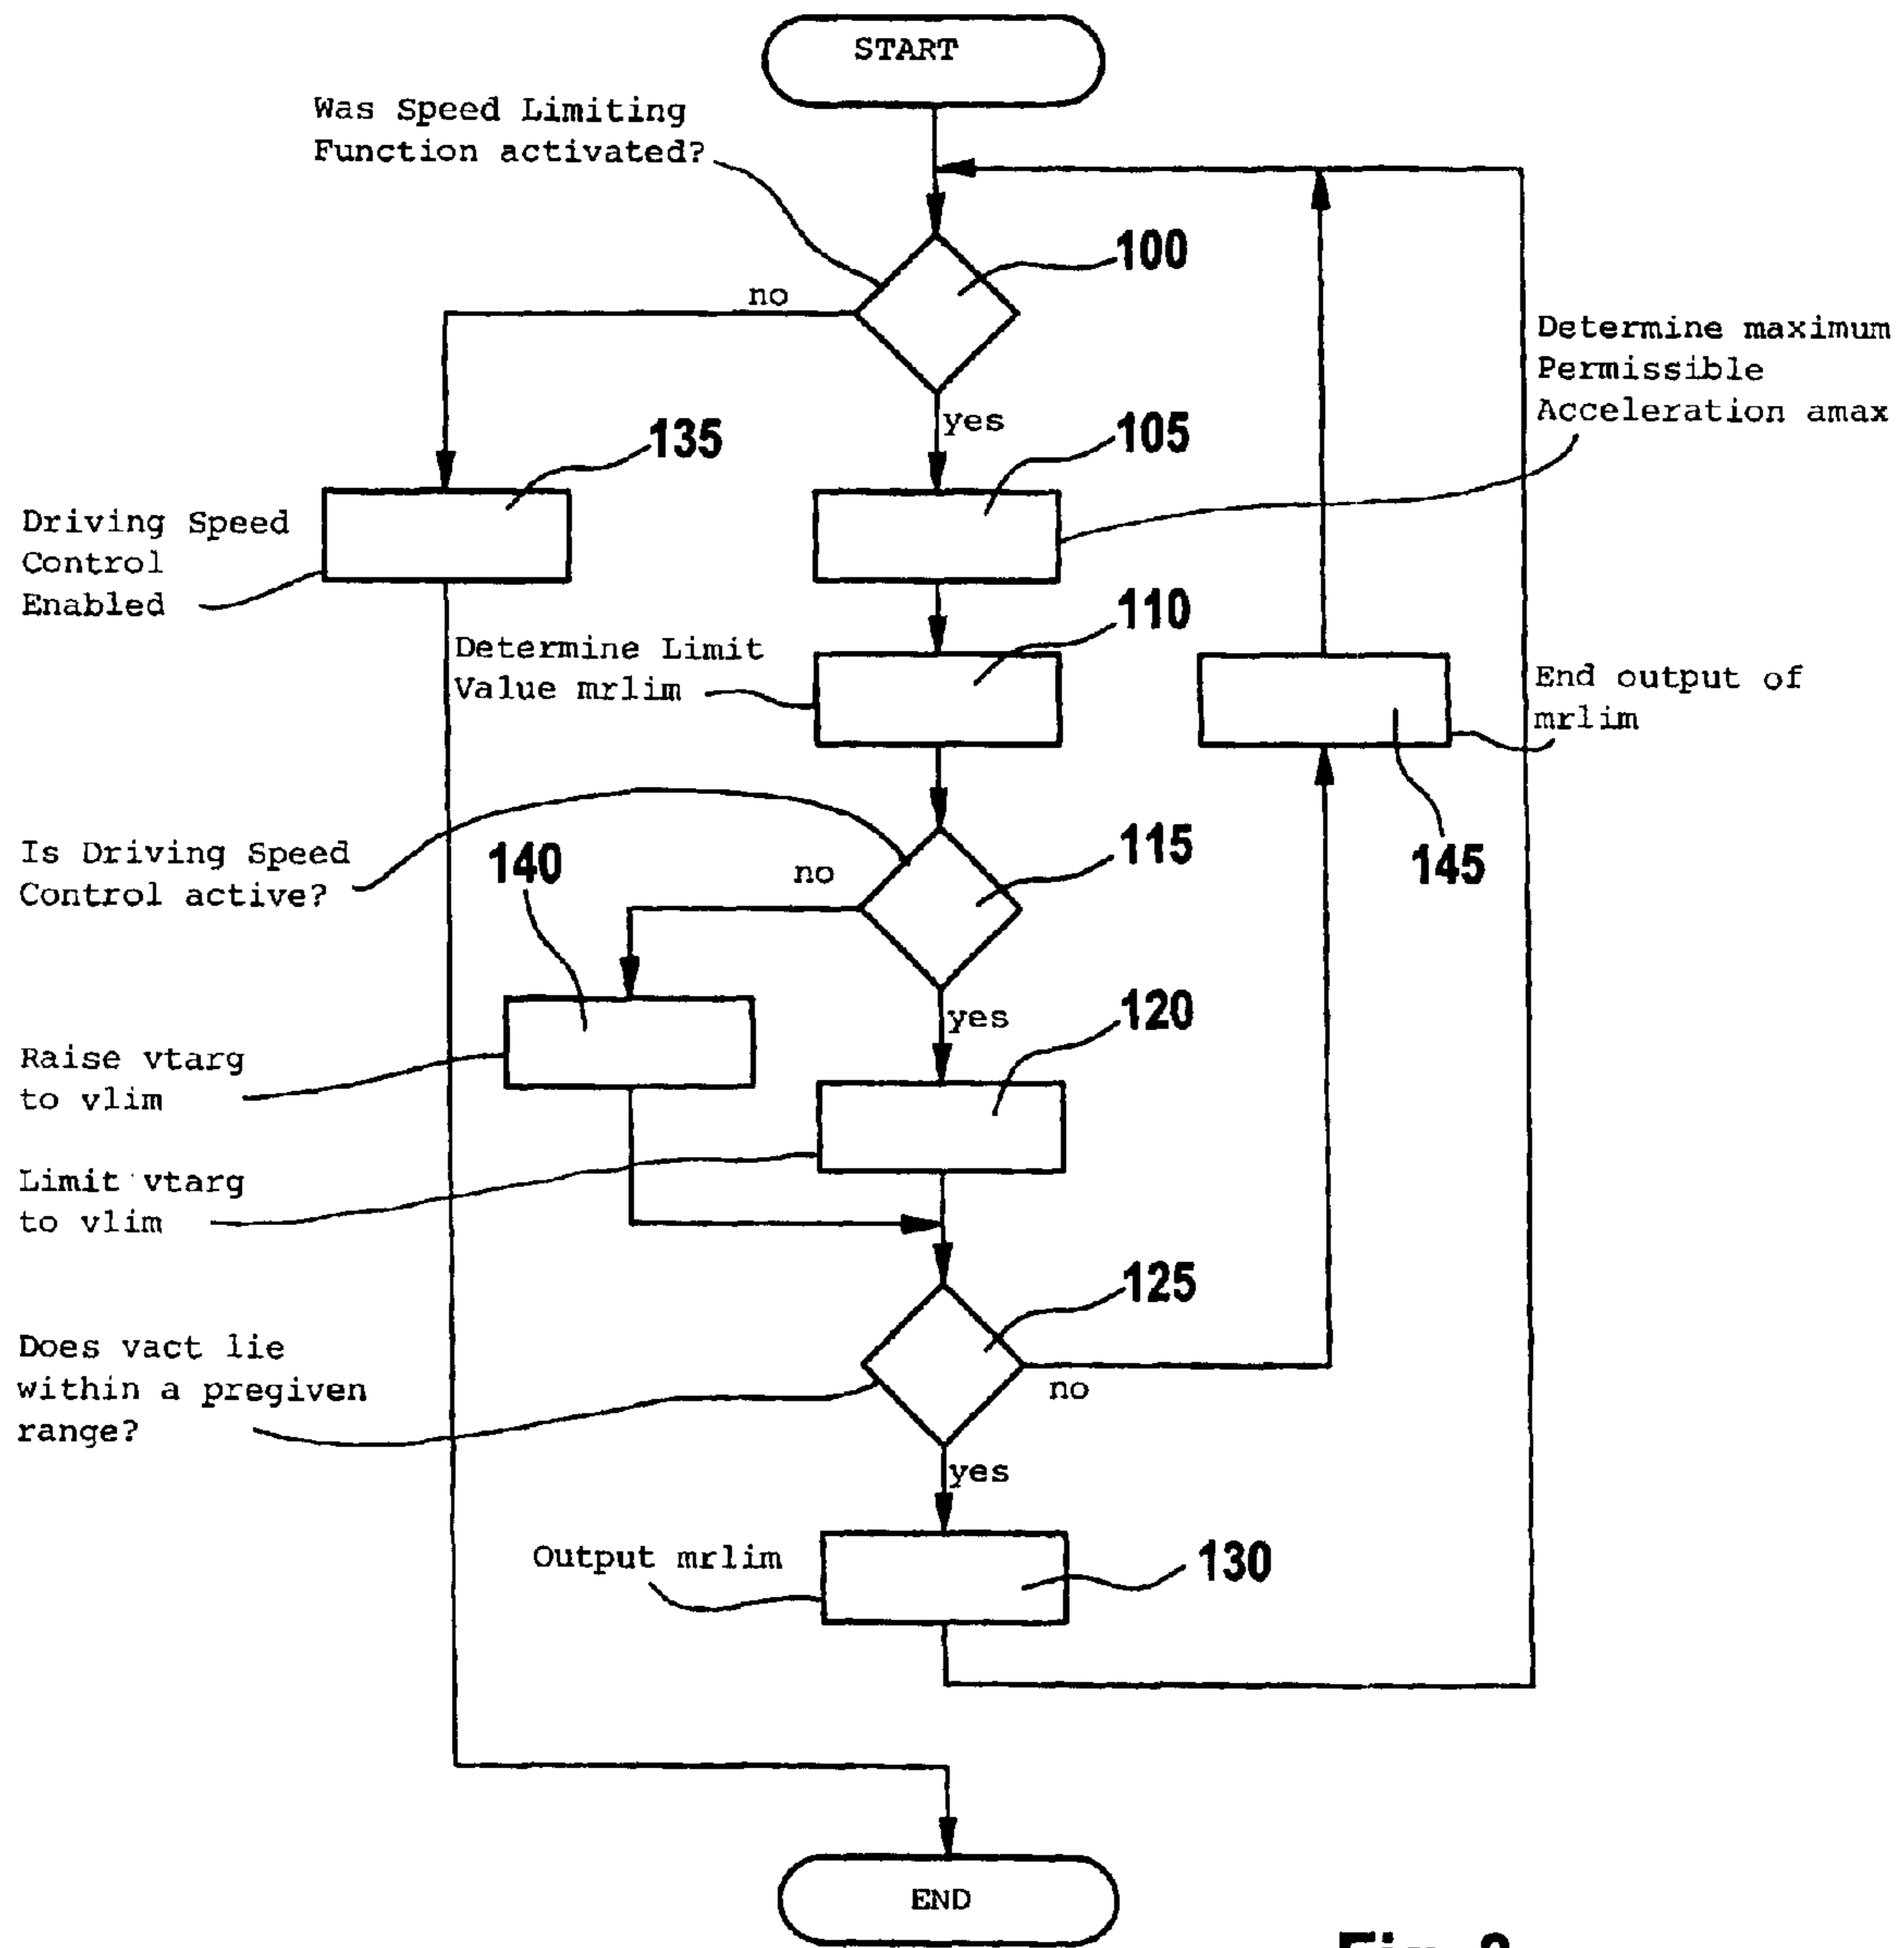 START
Was Speed Limiting
Function activated?
100
no
Determine maximum
Permissible
Acceleration amax
yes
105
135
Driving Speed
Control
Enabled
110
Determine Limit
Value mrlim
End output of
mrlim
Is Driving Speed
Control active?
140
no
115
145
yes
120
Raise vtarg
to vlim
Limit vtarg
to vlim
125
Does vact lie
within a pregiven
range?
no
yes
Output mrlim
130
END